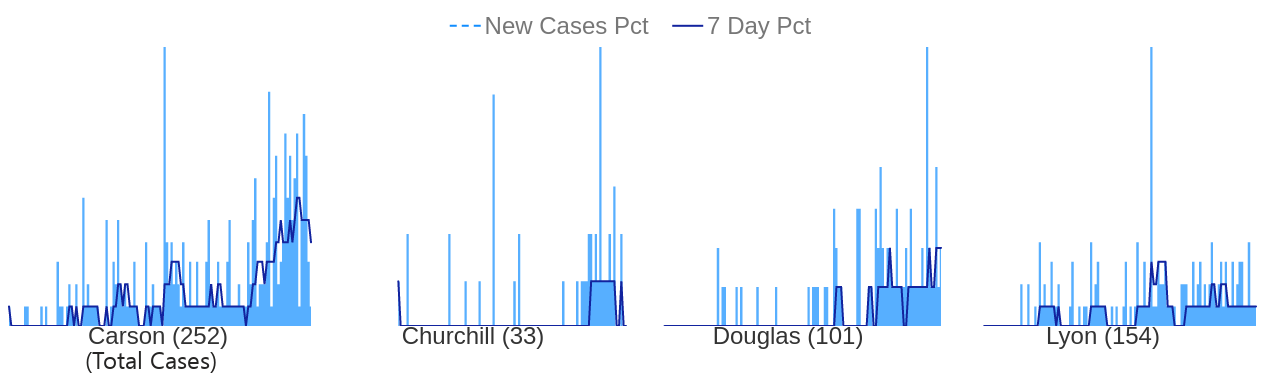 New Cases Pct 7 Day Pct
Carson (252) Churchill (33) Douglas (101) Lyon (154)
(Total Cases)